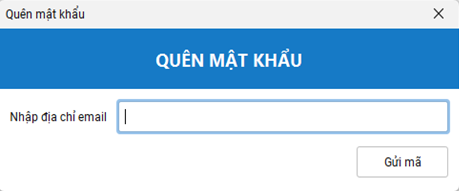 Quên mật khẩu
QUÊN MẬT KHẨU
Nhập địa chỉ email
Gửi mã